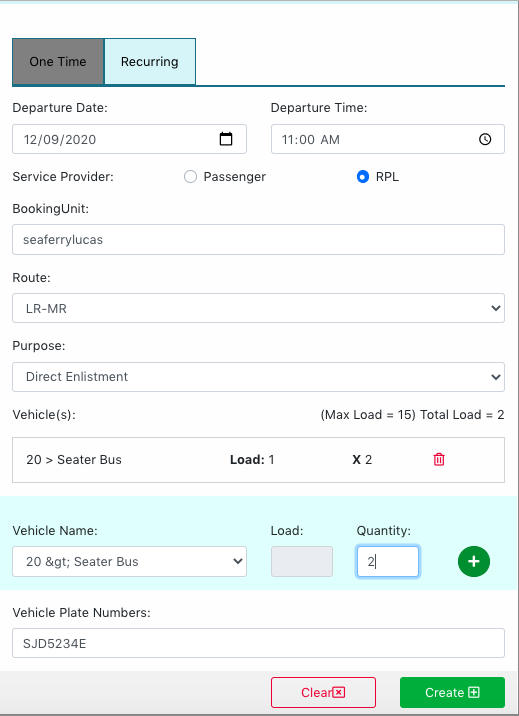 One Time Recurring
Departure Date: Departure Time:
12/09/2020 11:00 AM
Service Provider: Passenger RPL
BookingUnit:
seaferrylucas
Route:
LR-MR
Purpose:
Direct Enlistment
Vehicle(s): (Max Load = 15) Total Load = 2
20 > Seater Bus Load: 1 X 2
Vehicle Name: Load: Quantity:
20 &gt; Seater Bus 2
Vehicle Plate Numbers:
SJD5234E
Clear Create